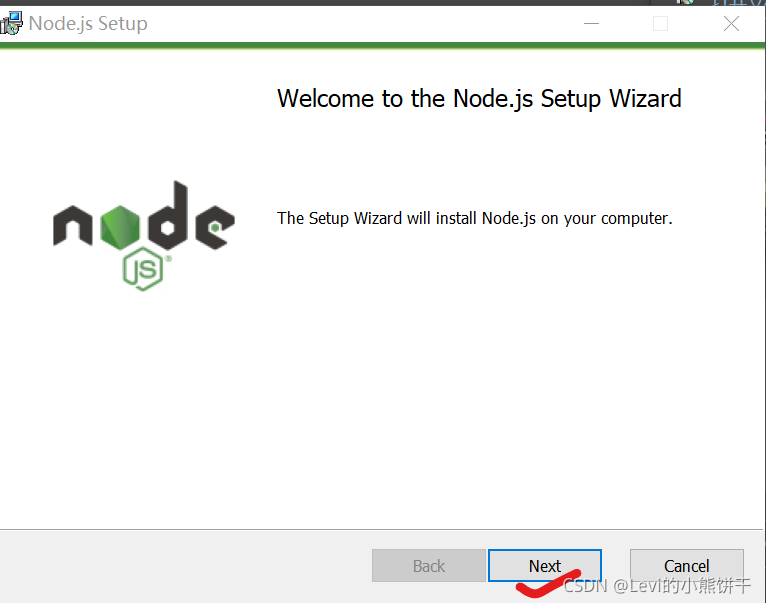 Node.js Setup
Welcome to the Node.js Setup Wizard
node
JS®
The Setup Wizard will install Node.js on your computer.
Back
Next
Cancel
CSDN @Levi的小熊饼干